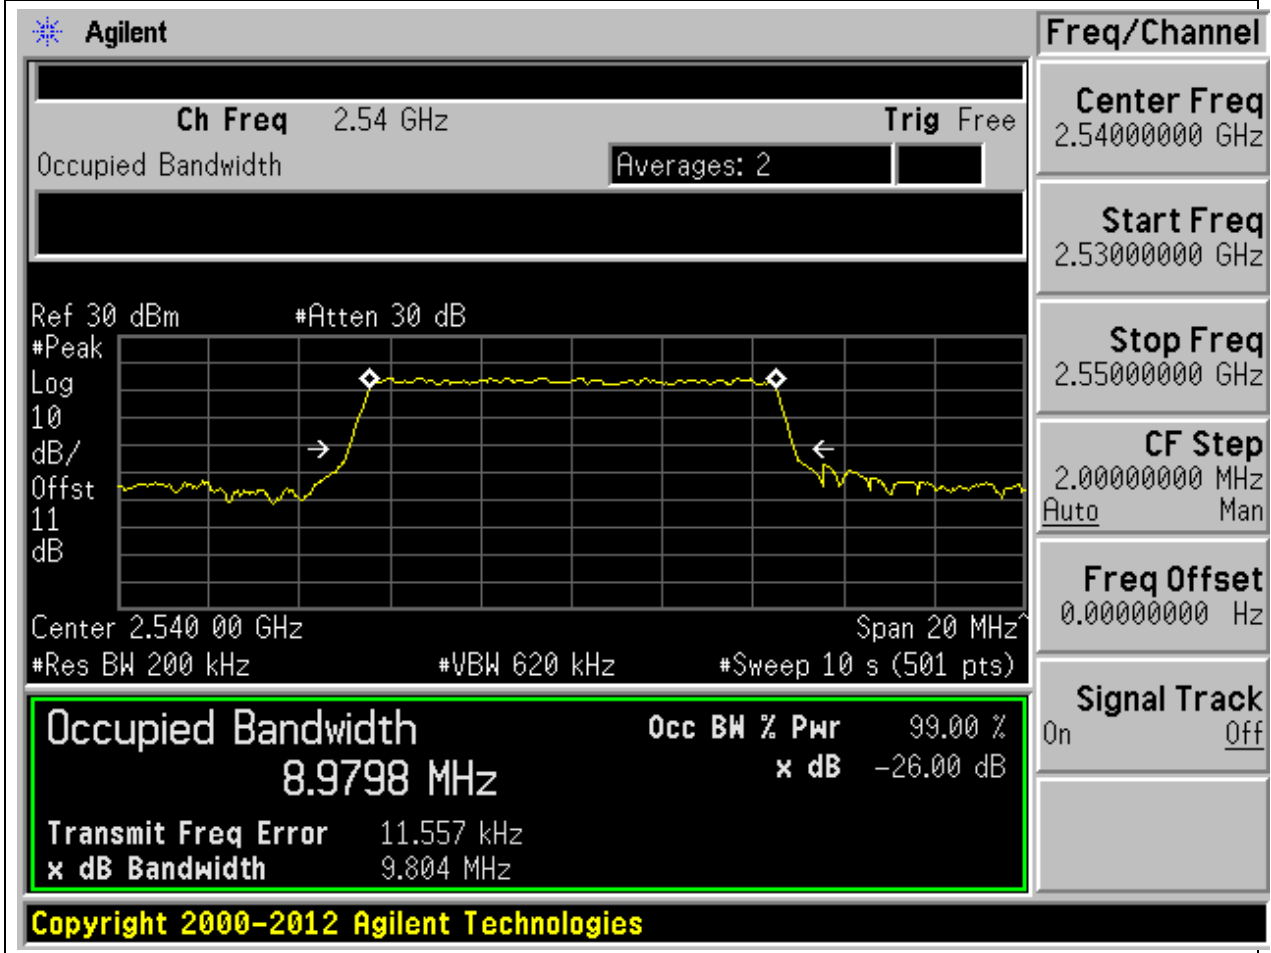 Agilent
Freq/Channel
Ch Freq 2.54 GHz Trig Free
Occupied Bandwidth Averages: 2
Center Freq
2.54000000 GHz
Start Freq
2.53000000 GHz
Stop Freq
2.55000000 GHz
CF Step
2.00000000 MHz
Auto Man
Freq Offset
0.00000000 Hz
Signal Track
On Off
Ref 30 dBm #Atten 30 dB
#Peak
Log
10
dB/
Offst
11
dB
Center 2.540 00 GHz Span 20 MHz^
#Res BW 200 kHz #VBW 620 kHz #Sweep 10 s (501 pts)
Occupied Bandwidth Occ BW % Pwr 99.00 %
8.9798 MHz x dB -26.00 dB
Transmit Freq Error 11.557 kHz
x dB Bandwidth 9.804 MHz
Copyright 2000-2012 Agilent Technologies